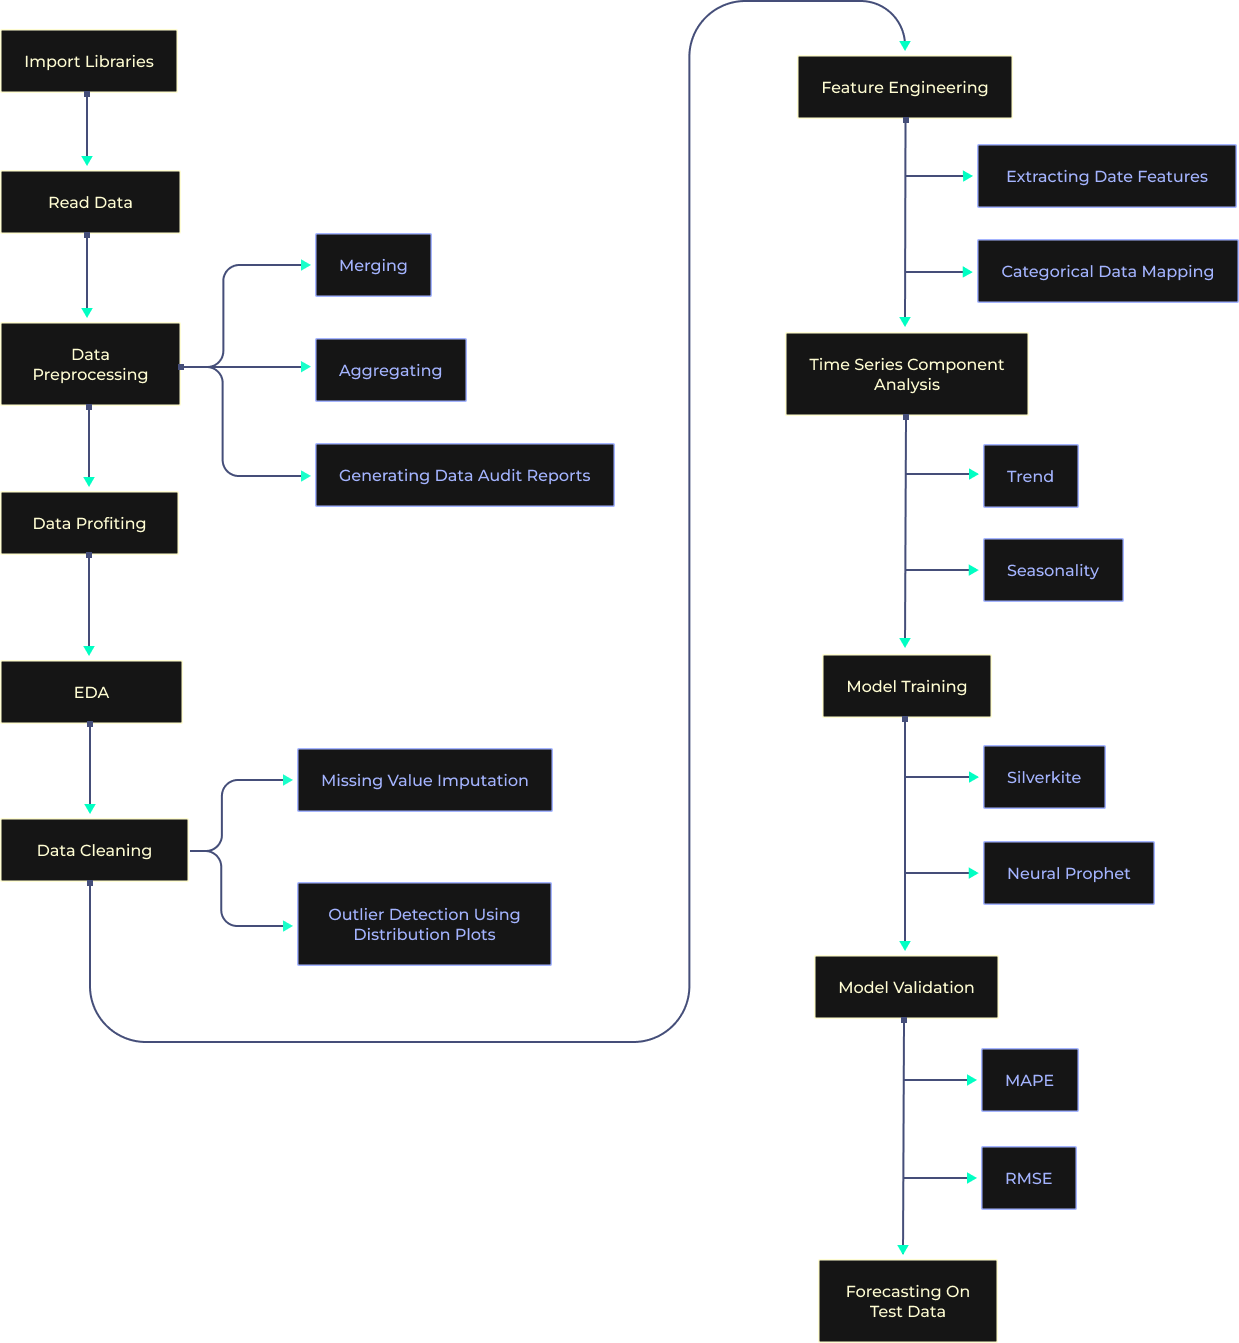 Import Libraries
Read Data
Data
Preprocessing
Merging
Aggregating
Generating Data Audit Reports
Data Profiting
EDA
Data Cleaning
Missing Value Imputation
Outlier Detection Using
Distribution Plots
Feature Engineering
Extracting Date Features
Categorical Data Mapping
Time Series Component
Analysis
Trend
Seasonality
Model Training
Silverkite
Neural Prophet
Model Validation
MAPE
RMSE
Forecasting On
Test Data